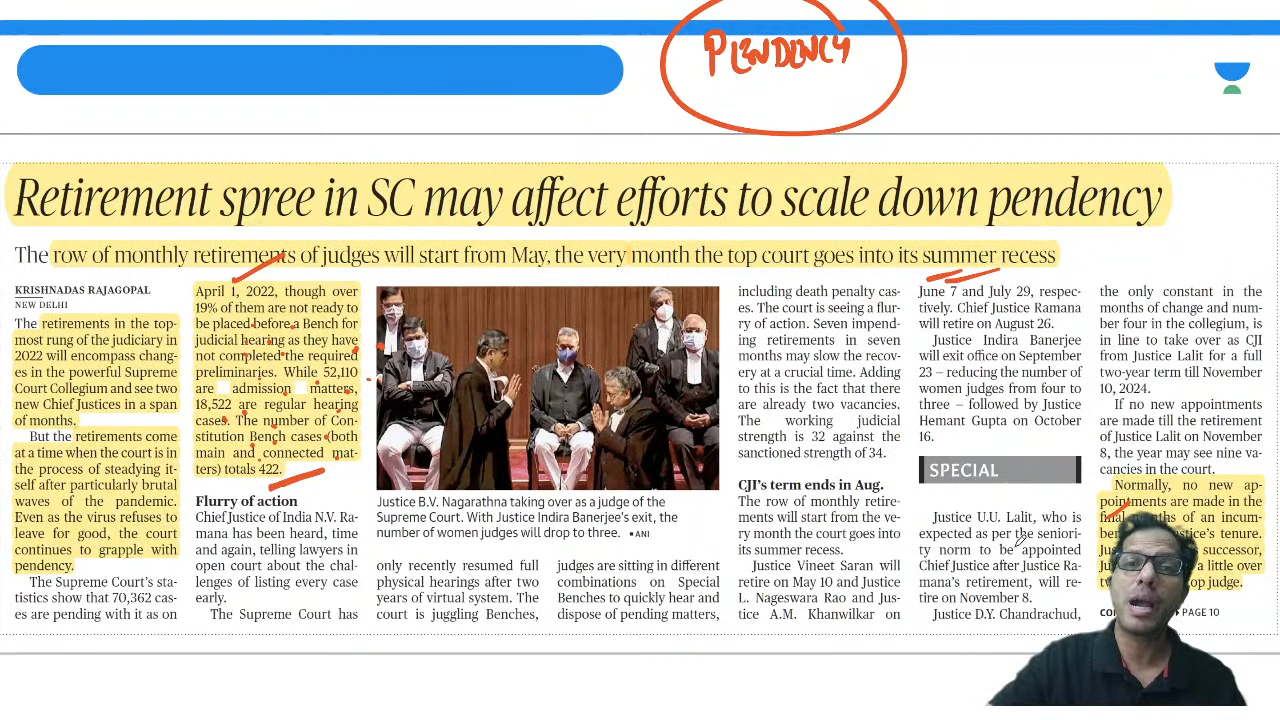 PENDENCY
Retirement spree in SC may affect efforts to scale down pendency
The row of monthly retirements of judges will start from May, the very month the top court goes into its summer recess
KRISHNADAS RAJAGOPAL
NEW DELHI
The retirements in the top-
most rung of the judiciary in
2022 will encompass chang-
es in the powerful Supreme
Court Collegium and see two
new Chief Justices in a span
of months.
But the retirements come
at a time when the court is in
the process of steadying it-
self after particularly brutal
waves of the pandemic.
Even as the virus refuses to
leave for good, the court
continues to grapple with
pendency.
The Supreme Court's sta-
tistics show that 70,362 cas-
es are pending with it as on
April 1, 2022, though over
19% of them are not ready to
be placed before a Bench for
judicial hearing as they have
not completed the required
preliminaries. While 52,110
are admission matters,
18,522 are regular hearing
cases. The number of Con-
stitution Bench cases (both
main and connected mat-
ters) totals 422.
Flurry of action
Chief Justice of India N.V. Ra-
mana has been heard, time
and again, telling lawyers in
open court about the chal-
lenges of listing every case
early.
The Supreme Court has
Justice B.V. Nagarathna taking over as a judge of the
Supreme Court. With Justice Indira Banerjee's exit, the
number of women judges will drop to three. ▪ ANI
only recently resumed full
physical hearings after two
years of virtual system. The
court is juggling Benches,
judges are sitting in different
combinations on Special
Benches to quickly hear and
dispose of pending matters,
including death penalty cas-
es. The court is seeing a flur-
ry of action. Seven impend-
ing retirements in seven
months may slow the recov-
ery at a crucial time. Adding
to this is the fact that there
are already two vacancies.
The working judicial
strength is 32 against the
sanctioned strength of 34.
CJI's term ends in Aug.
The row of monthly retire-
ments will start from the ve-
ry month the court goes into
its summer recess.
Justice Vineet Saran will
retire on May 10 and Justice
L. Nageswara Rao and Jus-
tice A.M. Khanwilkar on
June 7 and July 29, respec-
tively. Chief Justice Ramana
will retire on August 26.
Justice Indira Banerjee
will exit office on September
23 – reducing the number of
women judges from four to
three – followed by Justice
Hemant Gupta on October
16.
SPECIAL
Justice U.U. Lalit, who is
expected as per the seniori-
ty norm to be appointed
Chief Justice after Justice Ra-
mana's retirement, will re-
tire on November 8.
Justice D.Y. Chandrachud,
the only constant in the
months of change and num-
ber four in the collegium, is
in line to take over as CJI
from Justice Lalit for a full
two-year term till November
10, 2024.
If no new appointments
are made till the retirement
of Justice Lalit on November
8, the year may see nine va-
cancies in the court.
Normally, no new ap-
pointments are made in the
final months of an incum-
tice's tenure.
successor,
a little over
op judge.
PAGE 10